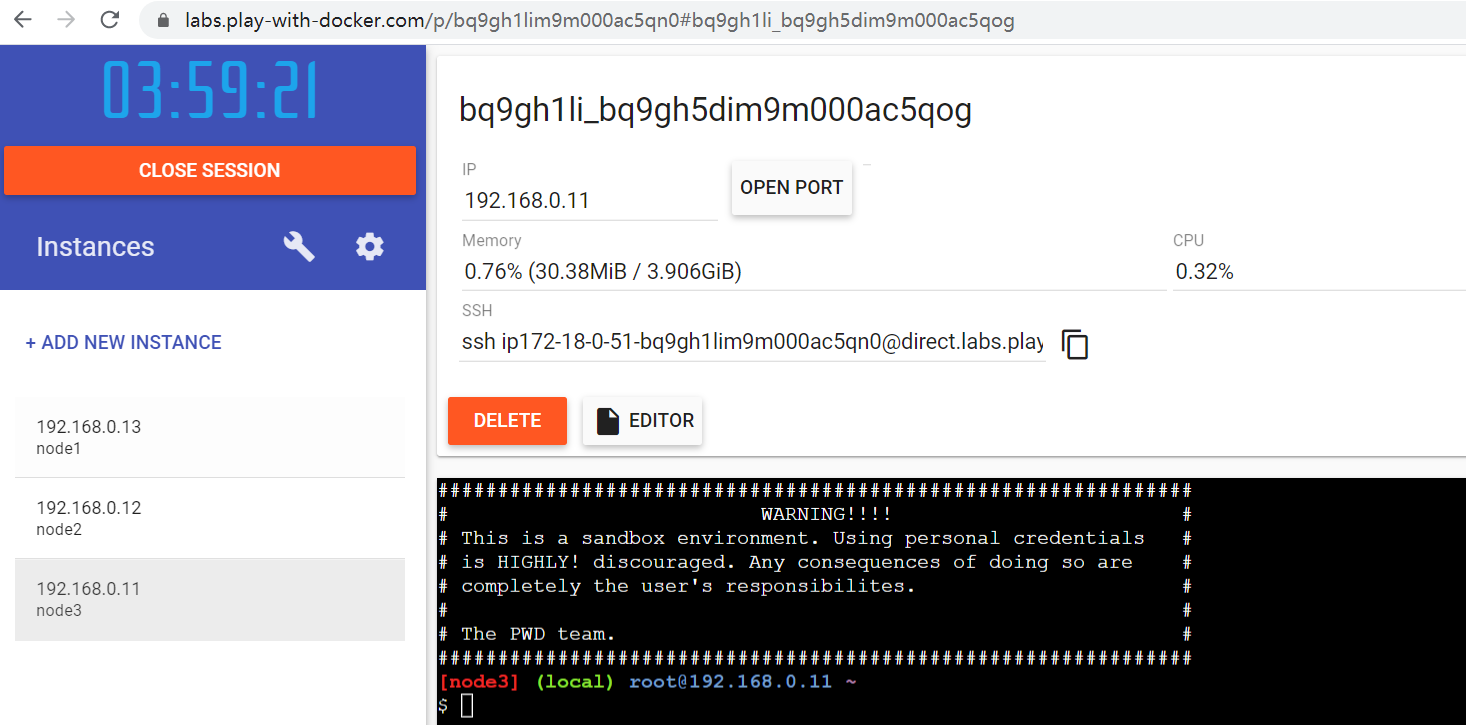 labs.play-with-docker.com/p/bq9gh1lim9m000ac5qn0#bq9gh1li_bq9gh5dim9m000ac5qog
03:59:21
CLOSE SESSION
Instances
+ ADD NEW INSTANCE
192.168.0.13
node1
192.168.0.12
node2
192.168.0.11
node3
bq9gh1li_bq9gh5dim9m000ac5qog
IP
192.168.0.11
OPEN PORT
Memory
0.76% (30.38MiB / 3.906GiB)
CPU
0.32%
SSH
ssh ip172-18-0-51-bq9gh1lim9m000ac5qn0@direct.labs.play
DELETE
EDITOR
###############################################################
#                          WARNING!!!!                        #
# This is a sandbox environment. Using personal credentials   #
# is HIGHLY! discouraged. Any consequences of doing so are    #
# completely the user's responsibilites.                      #
#                                                             #
# The PWD team.                                               #
###############################################################
[node3] (local) root@192.168.0.11 ~
$